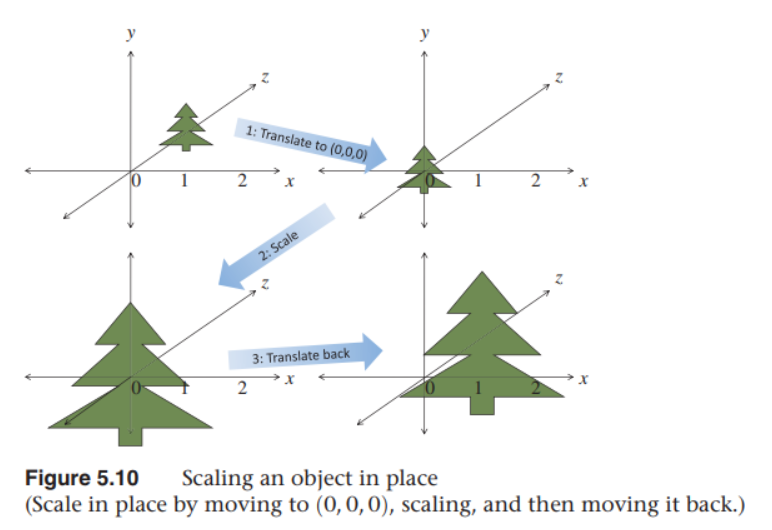 y
z
0 1 2 x
1: Translate to (0,0,0)
y
z
0 1 2 x
2: Scale
z
0 1 2 x
3: Translate back
z
0 1 2 x
Figure 5.10 Scaling an object in place
(Scale in place by moving to (0, 0, 0), scaling, and then moving it back.)